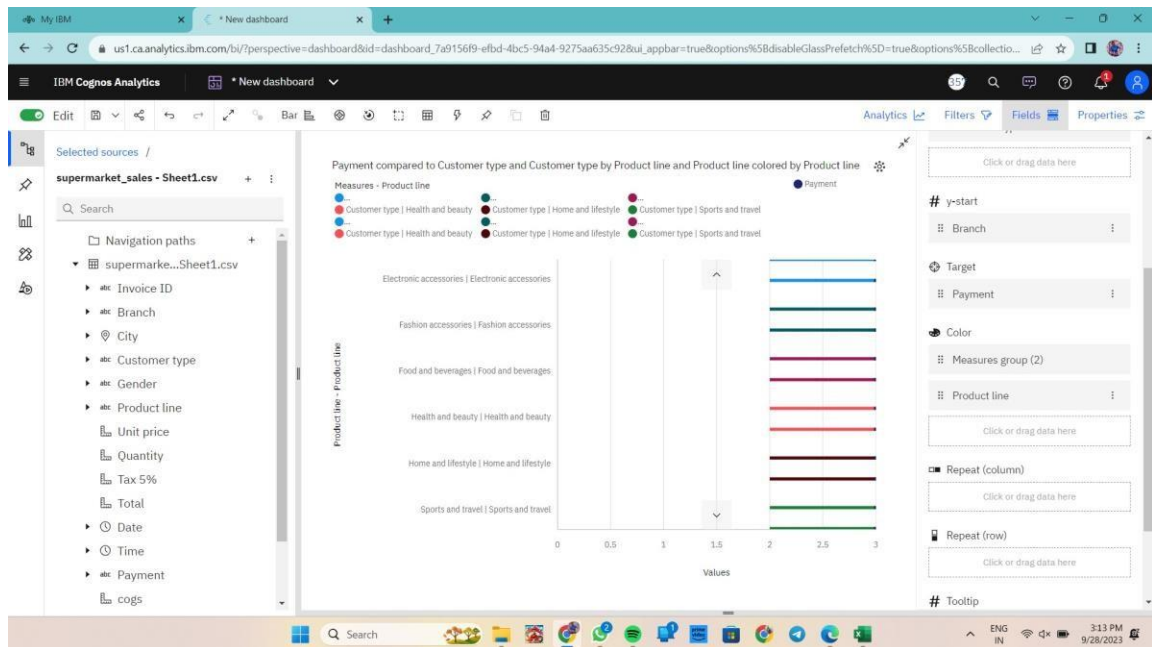 My IBM
* New dashboard
us1.ca.analytics.ibm.com/bi/?perspective=dashboard&id=dashboard_7a9156f9-efbd-4bc5-94a4-9275aa635c92&ui_appbar=true&options%5BdisableGlassPrefetch%5D=true&options%5Bcollectio...
IBM Cognos Analytics
* New dashboard
Edit
Bar
Analytics
Filters
Fields
Properties
Selected sources /
supermarket_sales - Sheet1.csv
Search
Navigation paths
supermarke...Sheet1.csv
abc Invoice ID
abc Branch
City
abc Customer type
abc Gender
abc Product line
Unit price
Quantity
Tax 5%
Total
Date
Time
abc Payment
cogs
Payment compared to Customer type and Customer type by Product line and Product line colored by Product line
Measures - Product line
Payment
... ... ...
Customer type | Health and beauty Customer type | Home and lifestyle Customer type | Sports and travel
... ... ...
Customer type | Health and beauty Customer type | Home and lifestyle Customer type | Sports and travel
Product line - Product line
Electronic accessories | Electronic accessories
Fashion accessories | Fashion accessories
Food and beverages | Food and beverages
Health and beauty | Health and beauty
Home and lifestyle | Home and lifestyle
Sports and travel | Sports and travel
0 0.5 1 1.5 2 2.5 3
Values
Click or drag data here
# y-start
Branch
Target
Payment
Color
Measures group (2)
Product line
Click or drag data here
Repeat (column)
Click or drag data here
Repeat (row)
Click or drag data here
# Tooltip
Search
ENG
IN
3:13 PM
9/28/2023